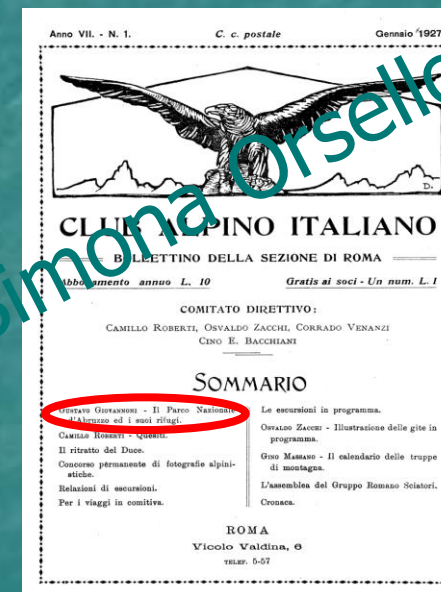 Anno VII. - N. 1. C. c. postale Gennaio 1927
D.
CLUB ALPINO ITALIANO
BOLLETTINO DELLA SEZIONE DI ROMA
Abbonamento annuo L. 10 Gratis ai soci - Un num. L. 1
COMITATO DIRETTIVO:
CAMILLO ROBERTI, OSVALDO ZACCHI, CORRADO VENANZI
CINO E. BACCHIANI
SOMMARIO
GUSTAVO GIOVANNONI - Il Parco Nazionale
d'Abruzzo ed i suoi rifugi.
CAMILLO ROBERTI - Quesiti.
Il ritratto del Duce.
Concorso permanente di fotografie alpini-
stiche.
Relazioni di escursioni.
Per i viaggi in comitiva.
Le escursioni in programma.
OSVALDO ZACCHI - Illustrazione delle gite in
programma.
GINO MASSANO - Il calendario delle truppe
di montagna.
L'assemblea del Gruppo Romano Sciatori.
Cronaca.
ROMA
Vicolo Valdina, 6
TELEF. 5-57
Simona Orselle